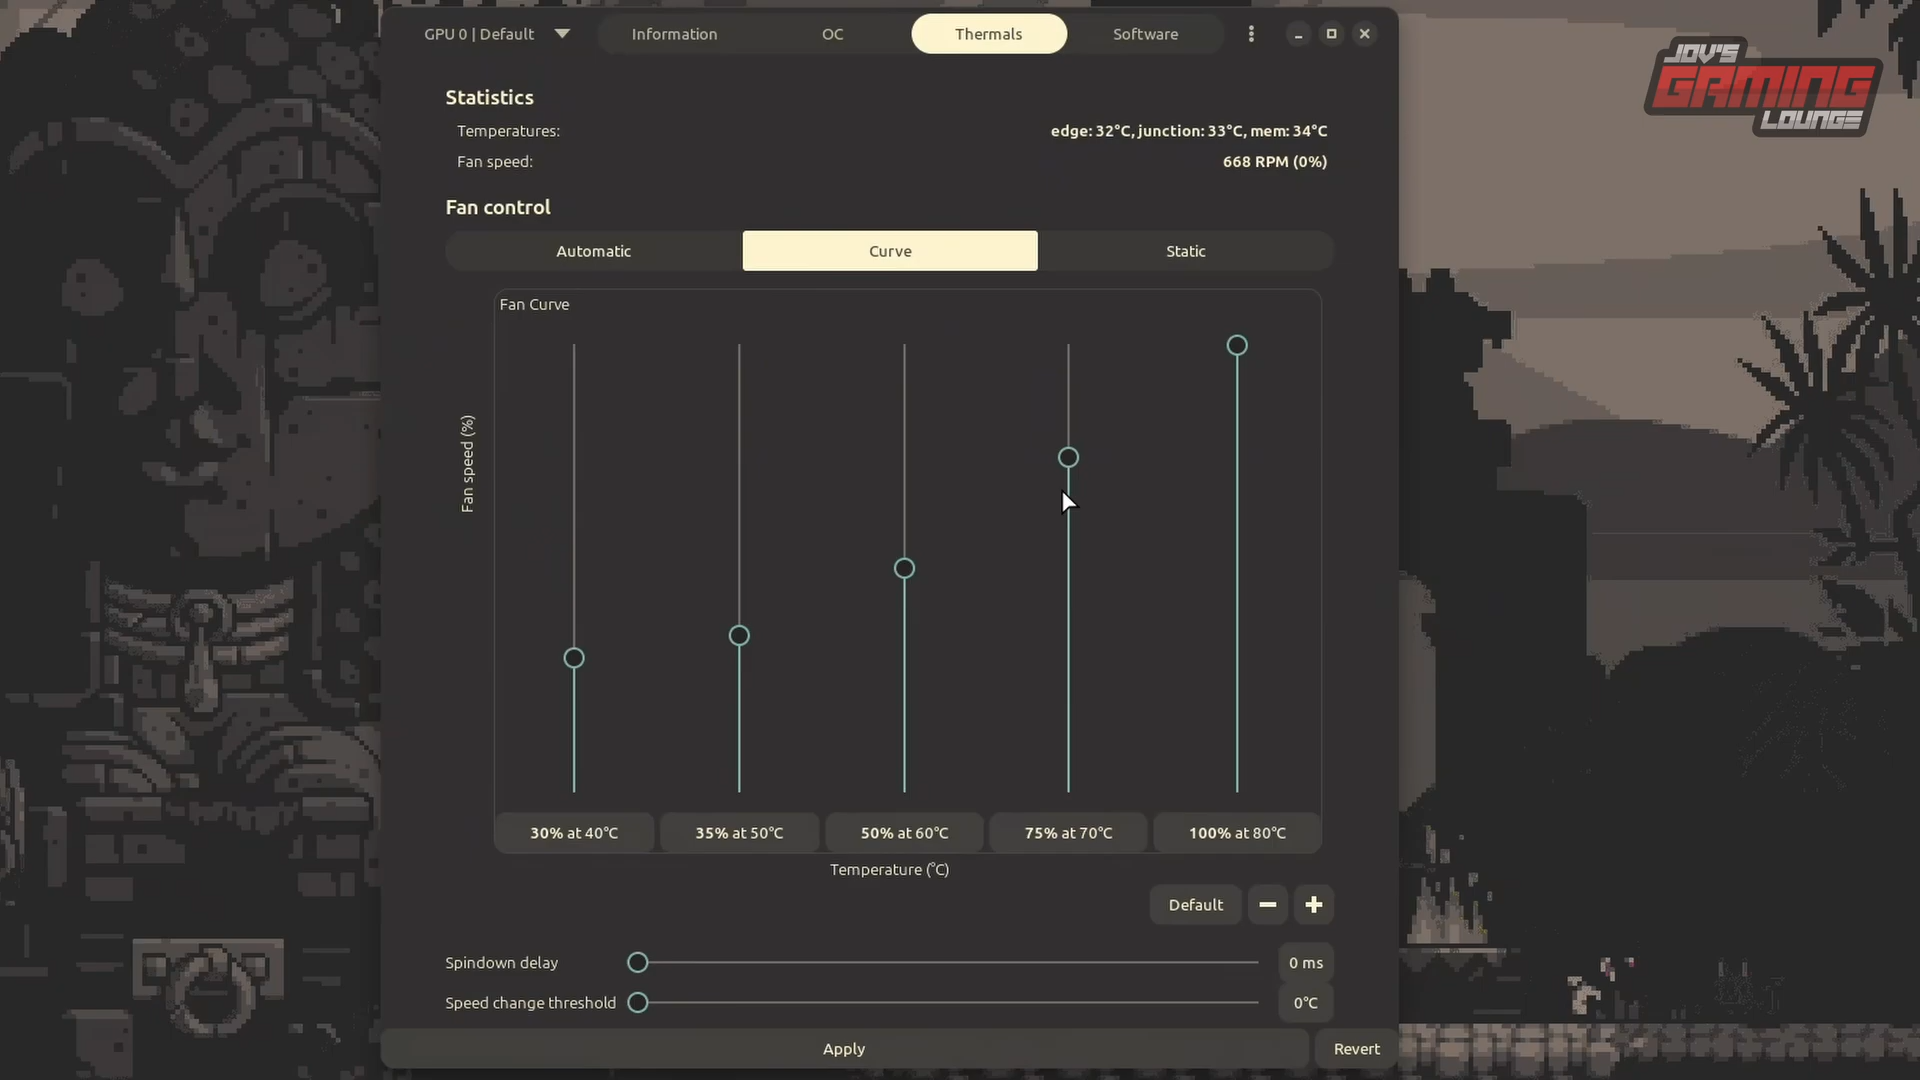 GPU 0 | Default
Information
OC
Thermals
Software
JOV'S
GAMING
LOUNGE
Statistics
Temperatures:
edge: 32°C, junction: 33°C, mem: 34°C
Fan speed:
668 RPM (0%)
Fan control
Automatic
Curve
Static
Fan Curve
Fan speed (%)
30% at 40°C
35% at 50°C
50% at 60°C
75% at 70°C
100% at 80°C
Temperature (°C)
Default
Spindown delay
0 ms
Speed change threshold
0°C
Apply
Revert